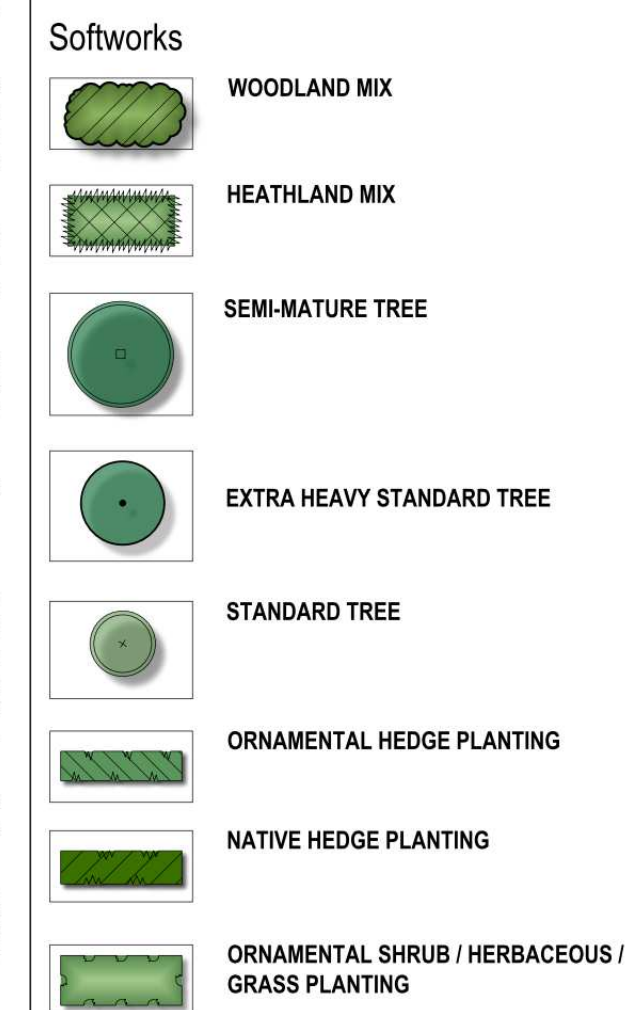 Softworks
WOODLAND MIX
HEATHLAND MIX
SEMI-MATURE TREE
EXTRA HEAVY STANDARD TREE
STANDARD TREE
ORNAMENTAL HEDGE PLANTING
NATIVE HEDGE PLANTING
ORNAMENTAL SHRUB / HERBACEOUS /
GRASS PLANTING